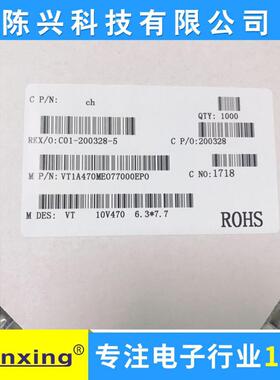 陈兴科技有限公司
C P/N: ch
QTY: 1000
RKX/O:C01-200328-5 C P/O:200328
M P/N: VT1A470ME077000EP0 C NO:1718
M DES: VT 10V470 6.3*7.7
ROHS
nxing® 专注电子行业1